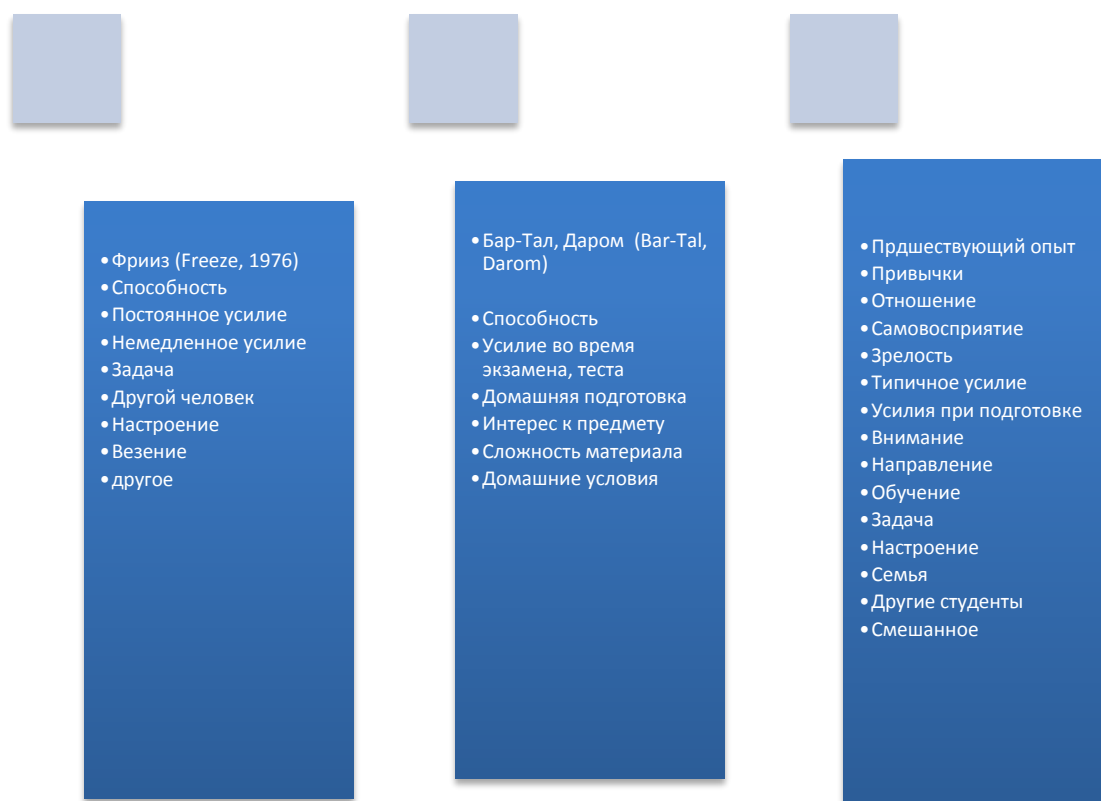 •Фрииз (Freeze, 1976)
•Способность
•Постоянное усилие
•Немедленное усилие
•Задача
•Другой человек
•Настроение
•Везение
•другое
•Бар-Тал, Даром (Bar-Tal,
Darom)
•Способность
•Усилие во время
экзамена, теста
•Домашняя подготовка
•Интерес к предмету
•Сложность материала
•Домашние условия
•Прдшествующий опыт
•Привычки
•Отношение
•Самовосприятие
•Зрелость
•Типичное усилие
•Усилия при подготовке
•Внимание
•Направление
•Обучение
•Задача
•Настроение
•Семья
•Другие студенты
•Смешанное